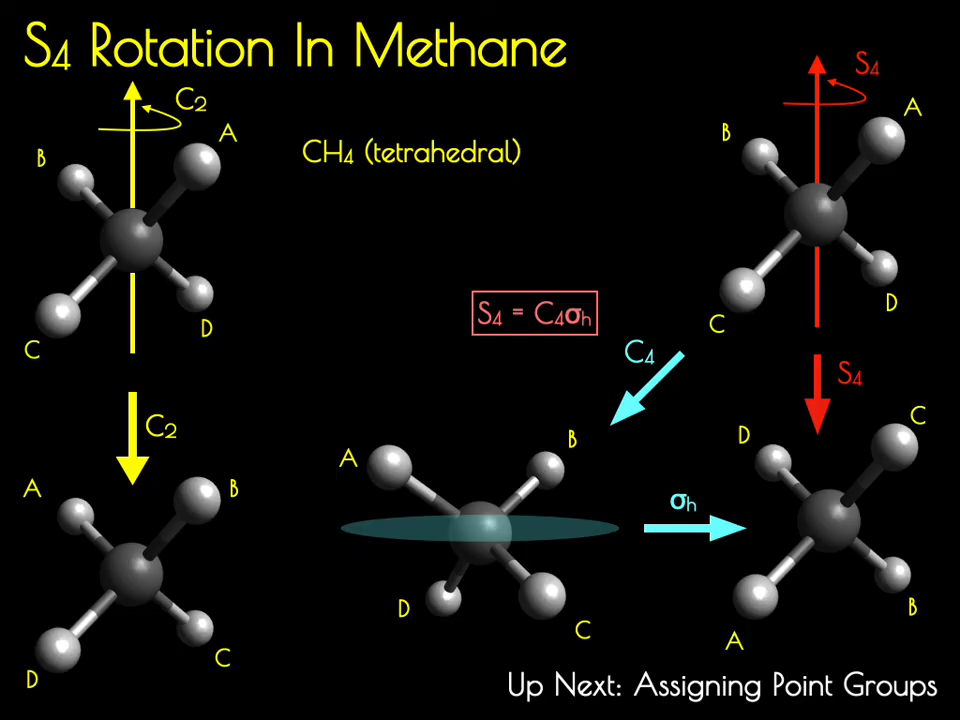 S4 Rotation In Methane
C2
S4
A
B
A
B
CH4 (tetrahedral)
C
D
C
D
S4 = C4σh
C4
S4
C2
A
B
A
B
D
C
σh
D
C
D
C
A
B
Up Next: Assigning Point Groups